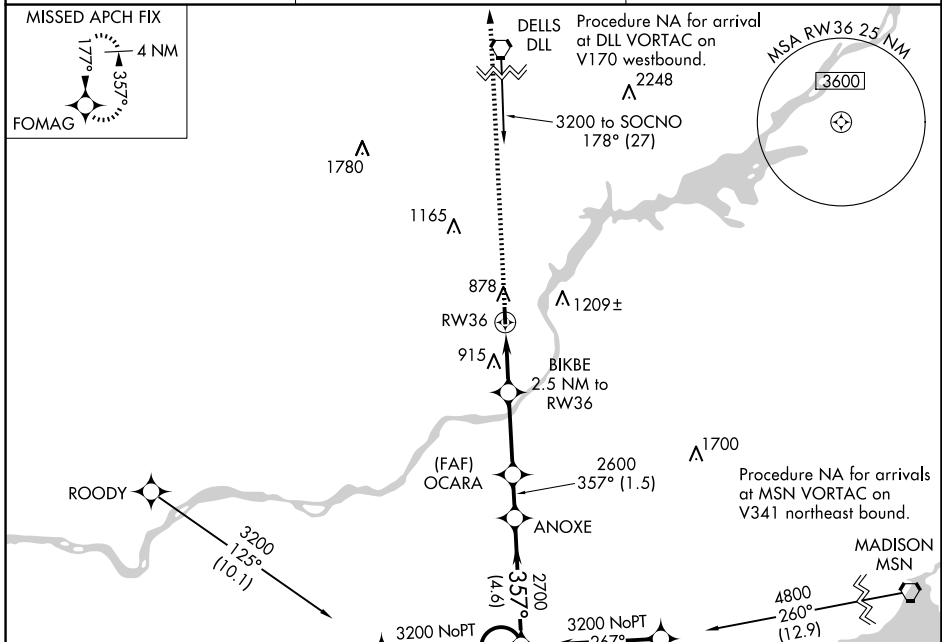 MISSED APCH FIX
4 NM
177°
357°
FOMAG
DELLS
DLL
Procedure NA for arrival
at DLL VORTAC on
V170 westbound.
2248
MSA RW36 25 NM
3600
3200 to SOCNO
178° (27)
1780
1165
878
1209±
RW36
915
BIKBE
2.5 NM to
RW36
1700
(FAF)
OCARA
2600
357° (1.5)
Procedure NA for arrivals
at MSN VORTAC on
V341 northeast bound.
ROODY
ANOXE
3200
125°
(10.1)
MADISON
MSN
2700
357°
(4.6)
4800
260°
(12.9)
3200 NoPT
3200 NoPT
267°